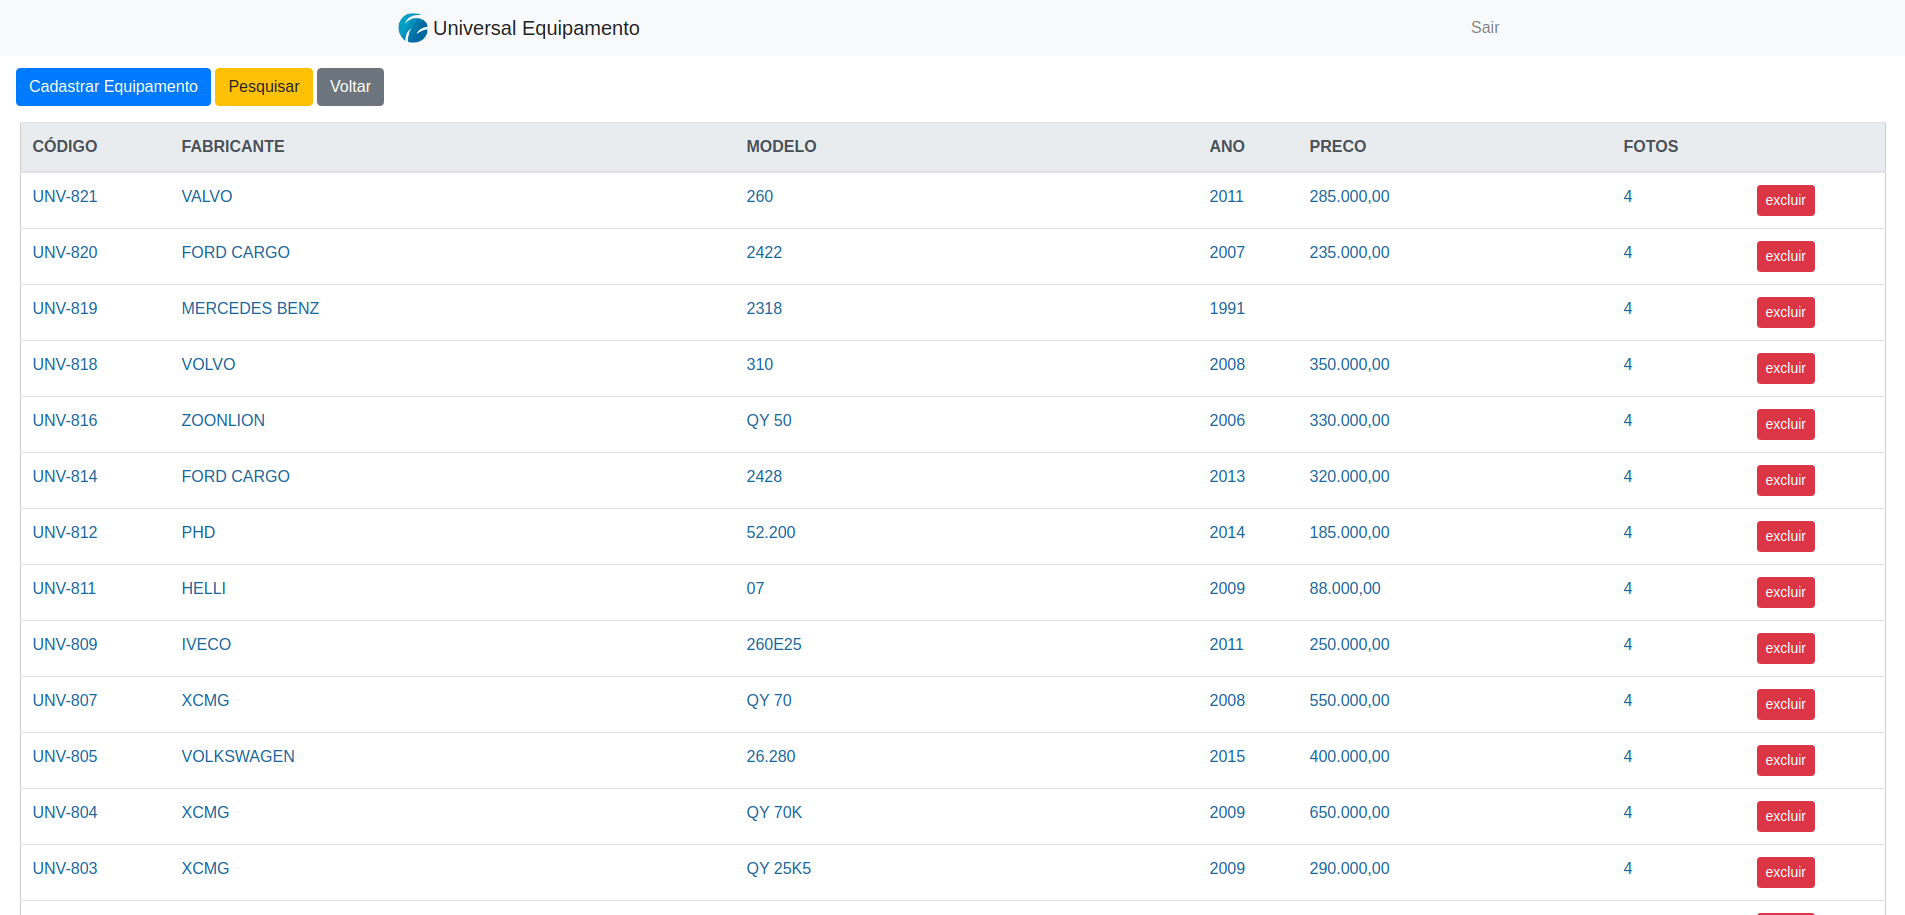 Universal Equipamento Sair
Cadastrar Equipamento Pesquisar Voltar
CÓDIGO FABRICANTE MODELO ANO PRECO FOTOS
UNV-821 VALVO 260 2011 285.000,00 4 excluir
UNV-820 FORD CARGO 2422 2007 235.000,00 4 excluir
UNV-819 MERCEDES BENZ 2318 1991 4 excluir
UNV-818 VOLVO 310 2008 350.000,00 4 excluir
UNV-816 ZOONLION QY 50 2006 330.000,00 4 excluir
UNV-814 FORD CARGO 2428 2013 320.000,00 4 excluir
UNV-812 PHD 52.200 2014 185.000,00 4 excluir
UNV-811 HELLI 07 2009 88.000,00 4 excluir
UNV-809 IVECO 260E25 2011 250.000,00 4 excluir
UNV-807 XCMG QY 70 2008 550.000,00 4 excluir
UNV-805 VOLKSWAGEN 26.280 2015 400.000,00 4 excluir
UNV-804 XCMG QY 70K 2009 650.000,00 4 excluir
UNV-803 XCMG QY 25K5 2009 290.000,00 4 excluir